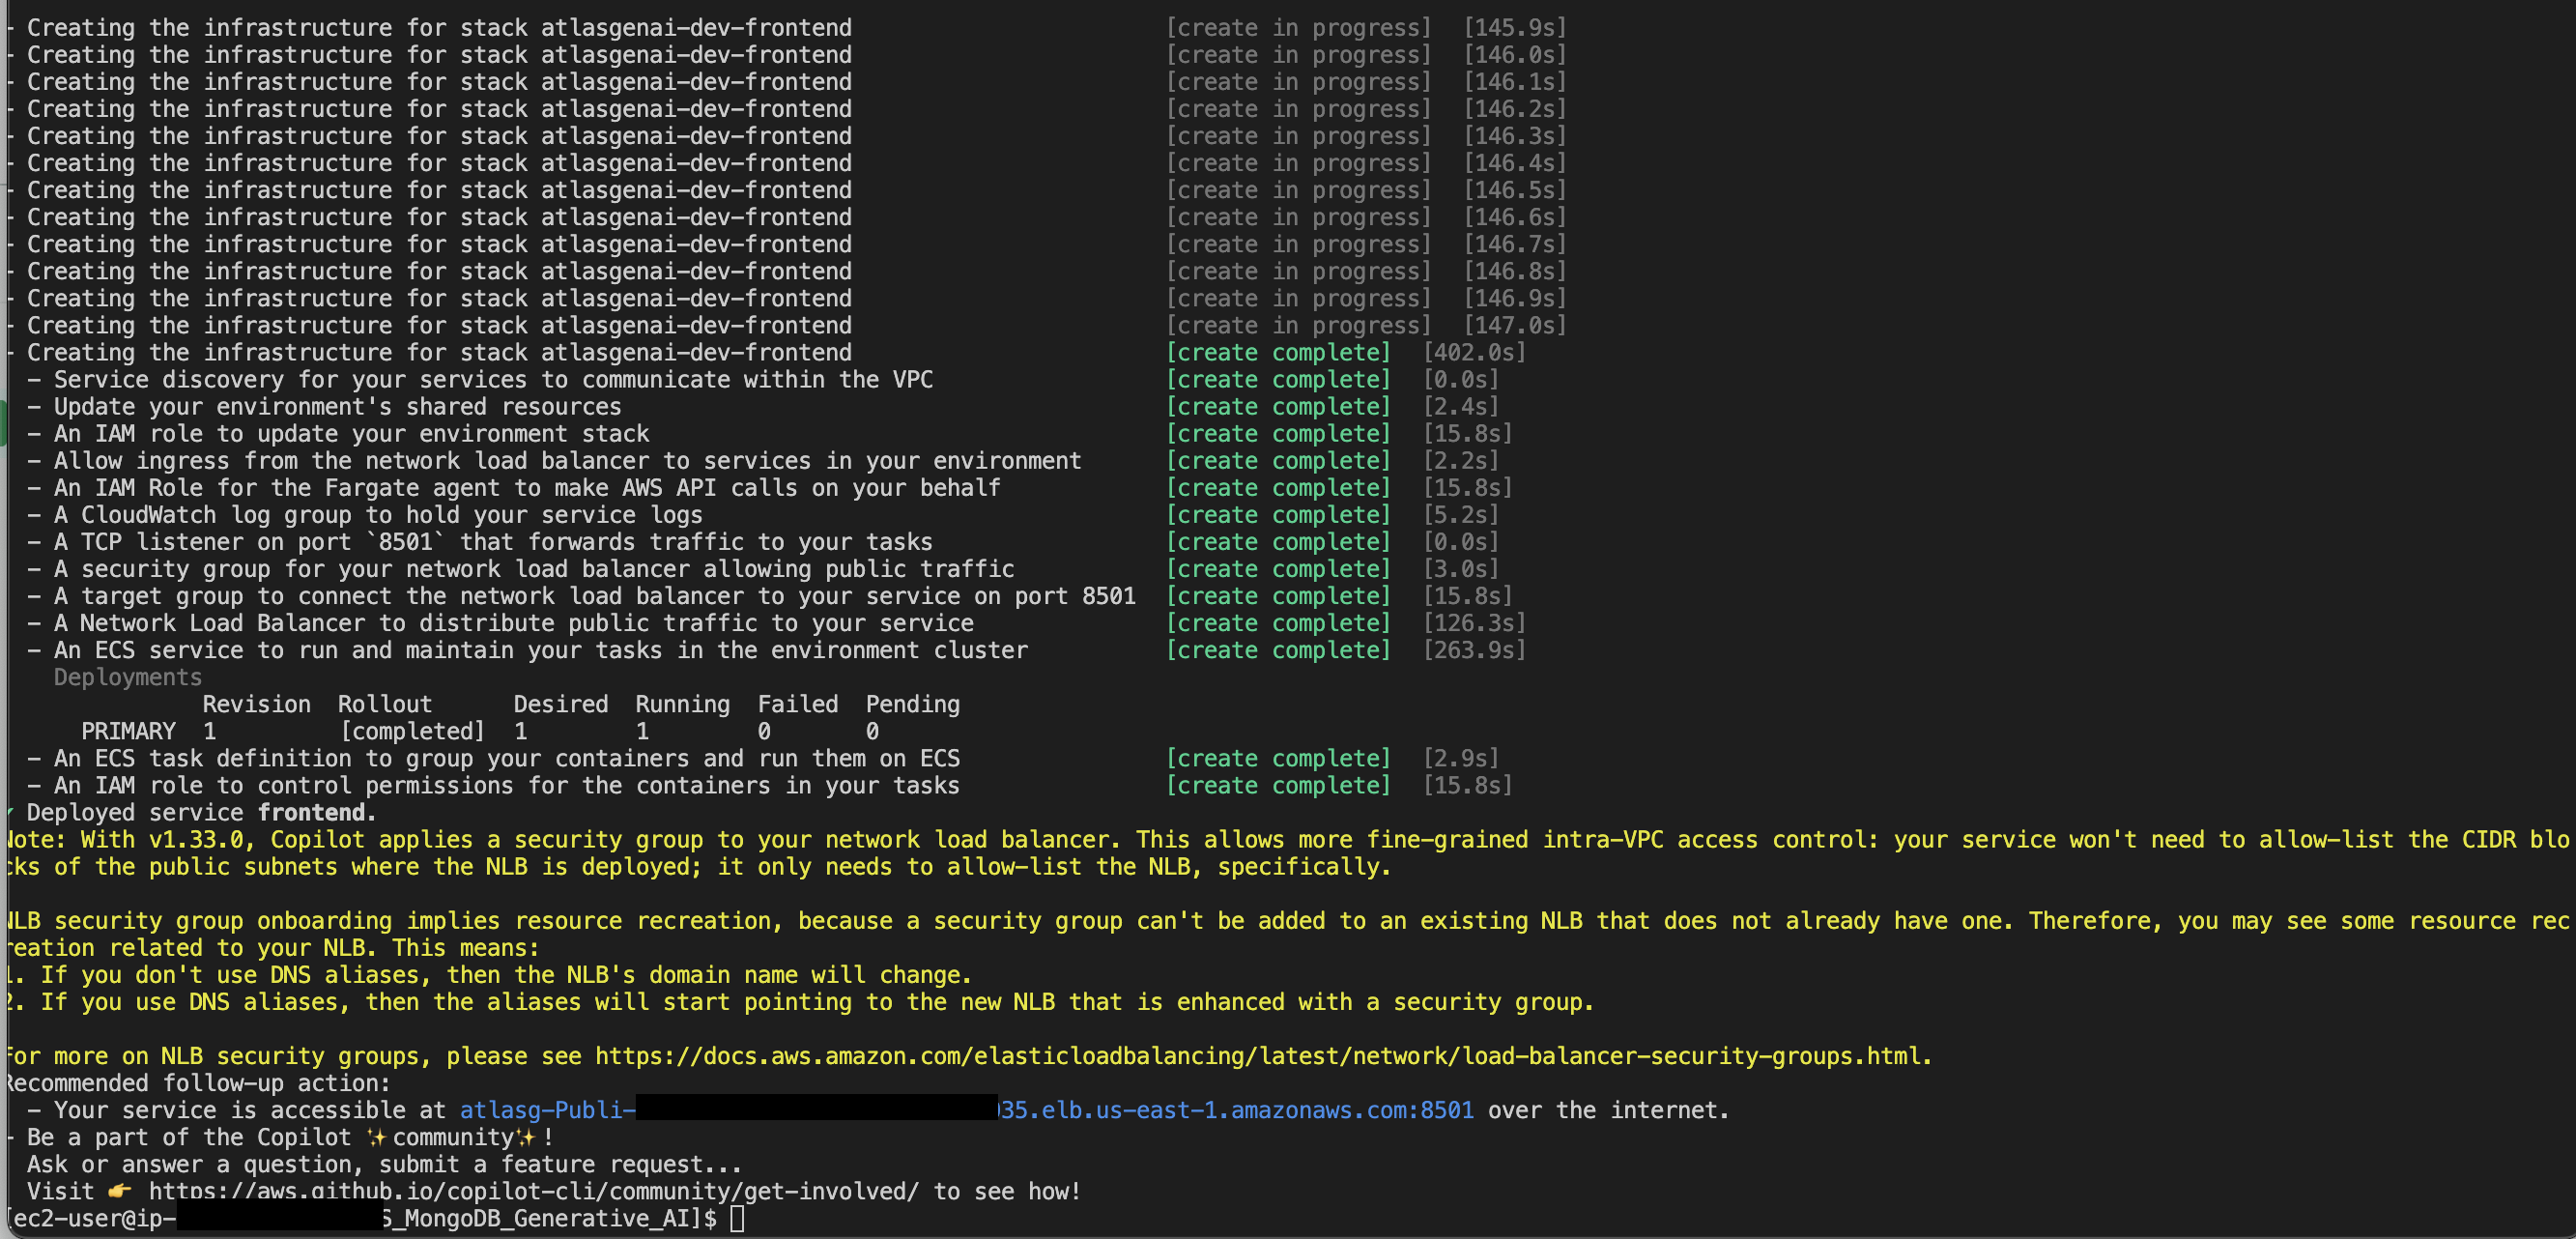 - Creating the infrastructure for stack atlasgenai-dev-frontend [create in progress] [145.9s]
- Creating the infrastructure for stack atlasgenai-dev-frontend [create in progress] [146.0s]
- Creating the infrastructure for stack atlasgenai-dev-frontend [create in progress] [146.1s]
- Creating the infrastructure for stack atlasgenai-dev-frontend [create in progress] [146.2s]
- Creating the infrastructure for stack atlasgenai-dev-frontend [create in progress] [146.3s]
- Creating the infrastructure for stack atlasgenai-dev-frontend [create in progress] [146.4s]
- Creating the infrastructure for stack atlasgenai-dev-frontend [create in progress] [146.5s]
- Creating the infrastructure for stack atlasgenai-dev-frontend [create in progress] [146.6s]
- Creating the infrastructure for stack atlasgenai-dev-frontend [create in progress] [146.7s]
- Creating the infrastructure for stack atlasgenai-dev-frontend [create in progress] [146.8s]
- Creating the infrastructure for stack atlasgenai-dev-frontend [create in progress] [146.9s]
- Creating the infrastructure for stack atlasgenai-dev-frontend [create in progress] [147.0s]
- Creating the infrastructure for stack atlasgenai-dev-frontend [create complete] [402.0s]
- Service discovery for your services to communicate within the VPC [create complete] [0.0s]
- Update your environment's shared resources [create complete] [2.4s]
- An IAM role to update your environment stack [create complete] [15.8s]
- Allow ingress from the network load balancer to services in your environment [create complete] [2.2s]
- An IAM Role for the Fargate agent to make AWS API calls on your behalf [create complete] [15.8s]
- A CloudWatch log group to hold your service logs [create complete] [5.2s]
- A TCP listener on port `8501` that forwards traffic to your tasks [create complete] [0.0s]
- A security group for your network load balancer allowing public traffic [create complete] [3.0s]
- A target group to connect the network load balancer to your service on port 8501 [create complete] [15.8s]
- A Network Load Balancer to distribute public traffic to your service [create complete] [126.3s]
- An ECS service to run and maintain your tasks in the environment cluster [create complete] [263.9s]
Deployments
Revision Rollout Desired Running Failed Pending
PRIMARY 1 [completed] 1 1 0 0
- An ECS task definition to group your containers and run them on ECS [create complete] [2.9s]
- An IAM role to control permissions for the containers in your tasks [create complete] [15.8s]
✓ Deployed service frontend.
Note: With v1.33.0, Copilot applies a security group to your network load balancer. This allows more fine-grained intra-VPC access control: your service won't need to allow-list the CIDR blo
cks of the public subnets where the NLB is deployed; it only needs to allow-list the NLB, specifically.
NLB security group onboarding implies resource recreation, because a security group can't be added to an existing NLB that does not already have one. Therefore, you may see some resource rec
reation related to your NLB. This means:
1. If you don't use DNS aliases, then the NLB's domain name will change.
2. If you use DNS aliases, then the aliases will start pointing to the new NLB that is enhanced with a security group.
For more on NLB security groups, please see https://docs.aws.amazon.com/elasticloadbalancing/latest/network/load-balancer-security-groups.html.
Recommended follow-up action:
- Your service is accessible at atlasg-Publi- 35.elb.us-east-1.amazonaws.com:8501 over the internet.
- Be a part of the Copilot ✨community✨!
Ask or answer a question, submit a feature request...
Visit 👉 https://aws.github.io/copilot-cli/community/get-involved/ to see how!
[ec2-user@ip- S_MongoDB_Generative_AI]$